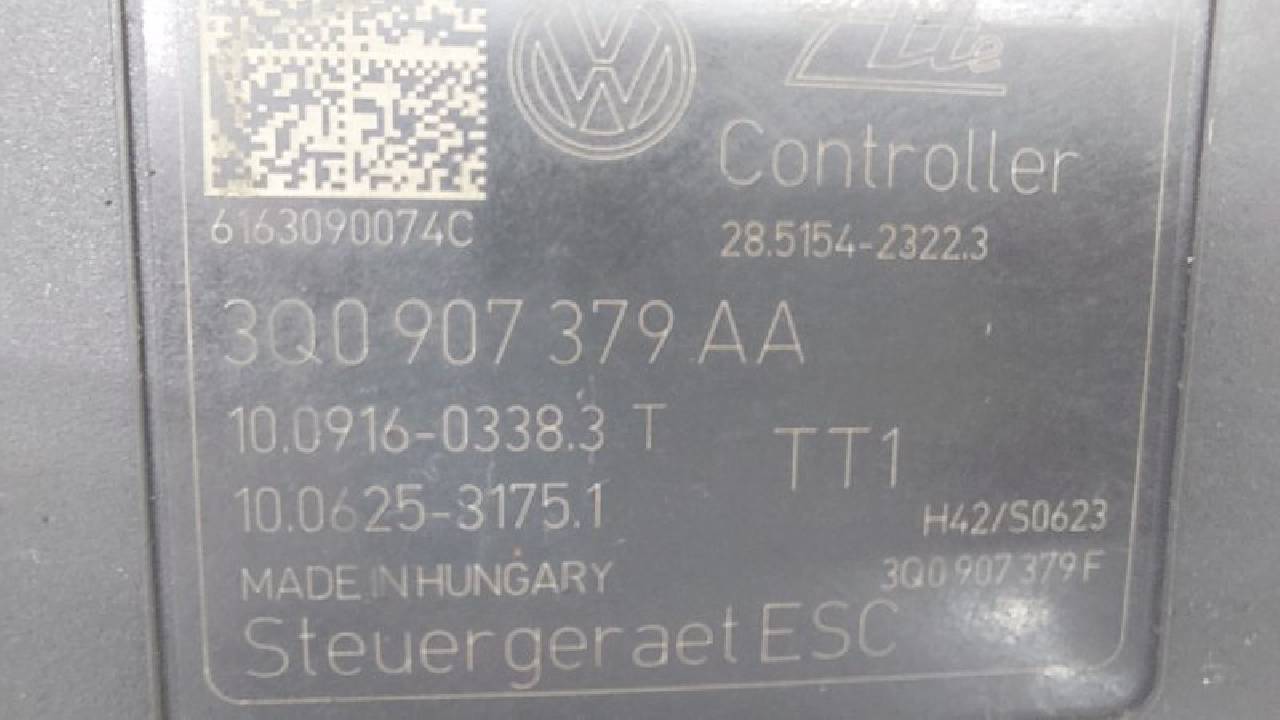 Ate
Controller
6163090074C
28.5154-2322.3
3Q0 907 379 AA
10.0916-0338.3 T
TT1
10.0625-3175.1
H42/S0623
MADE IN HUNGARY
3Q0 907 379 F
Steuergeraet ESC